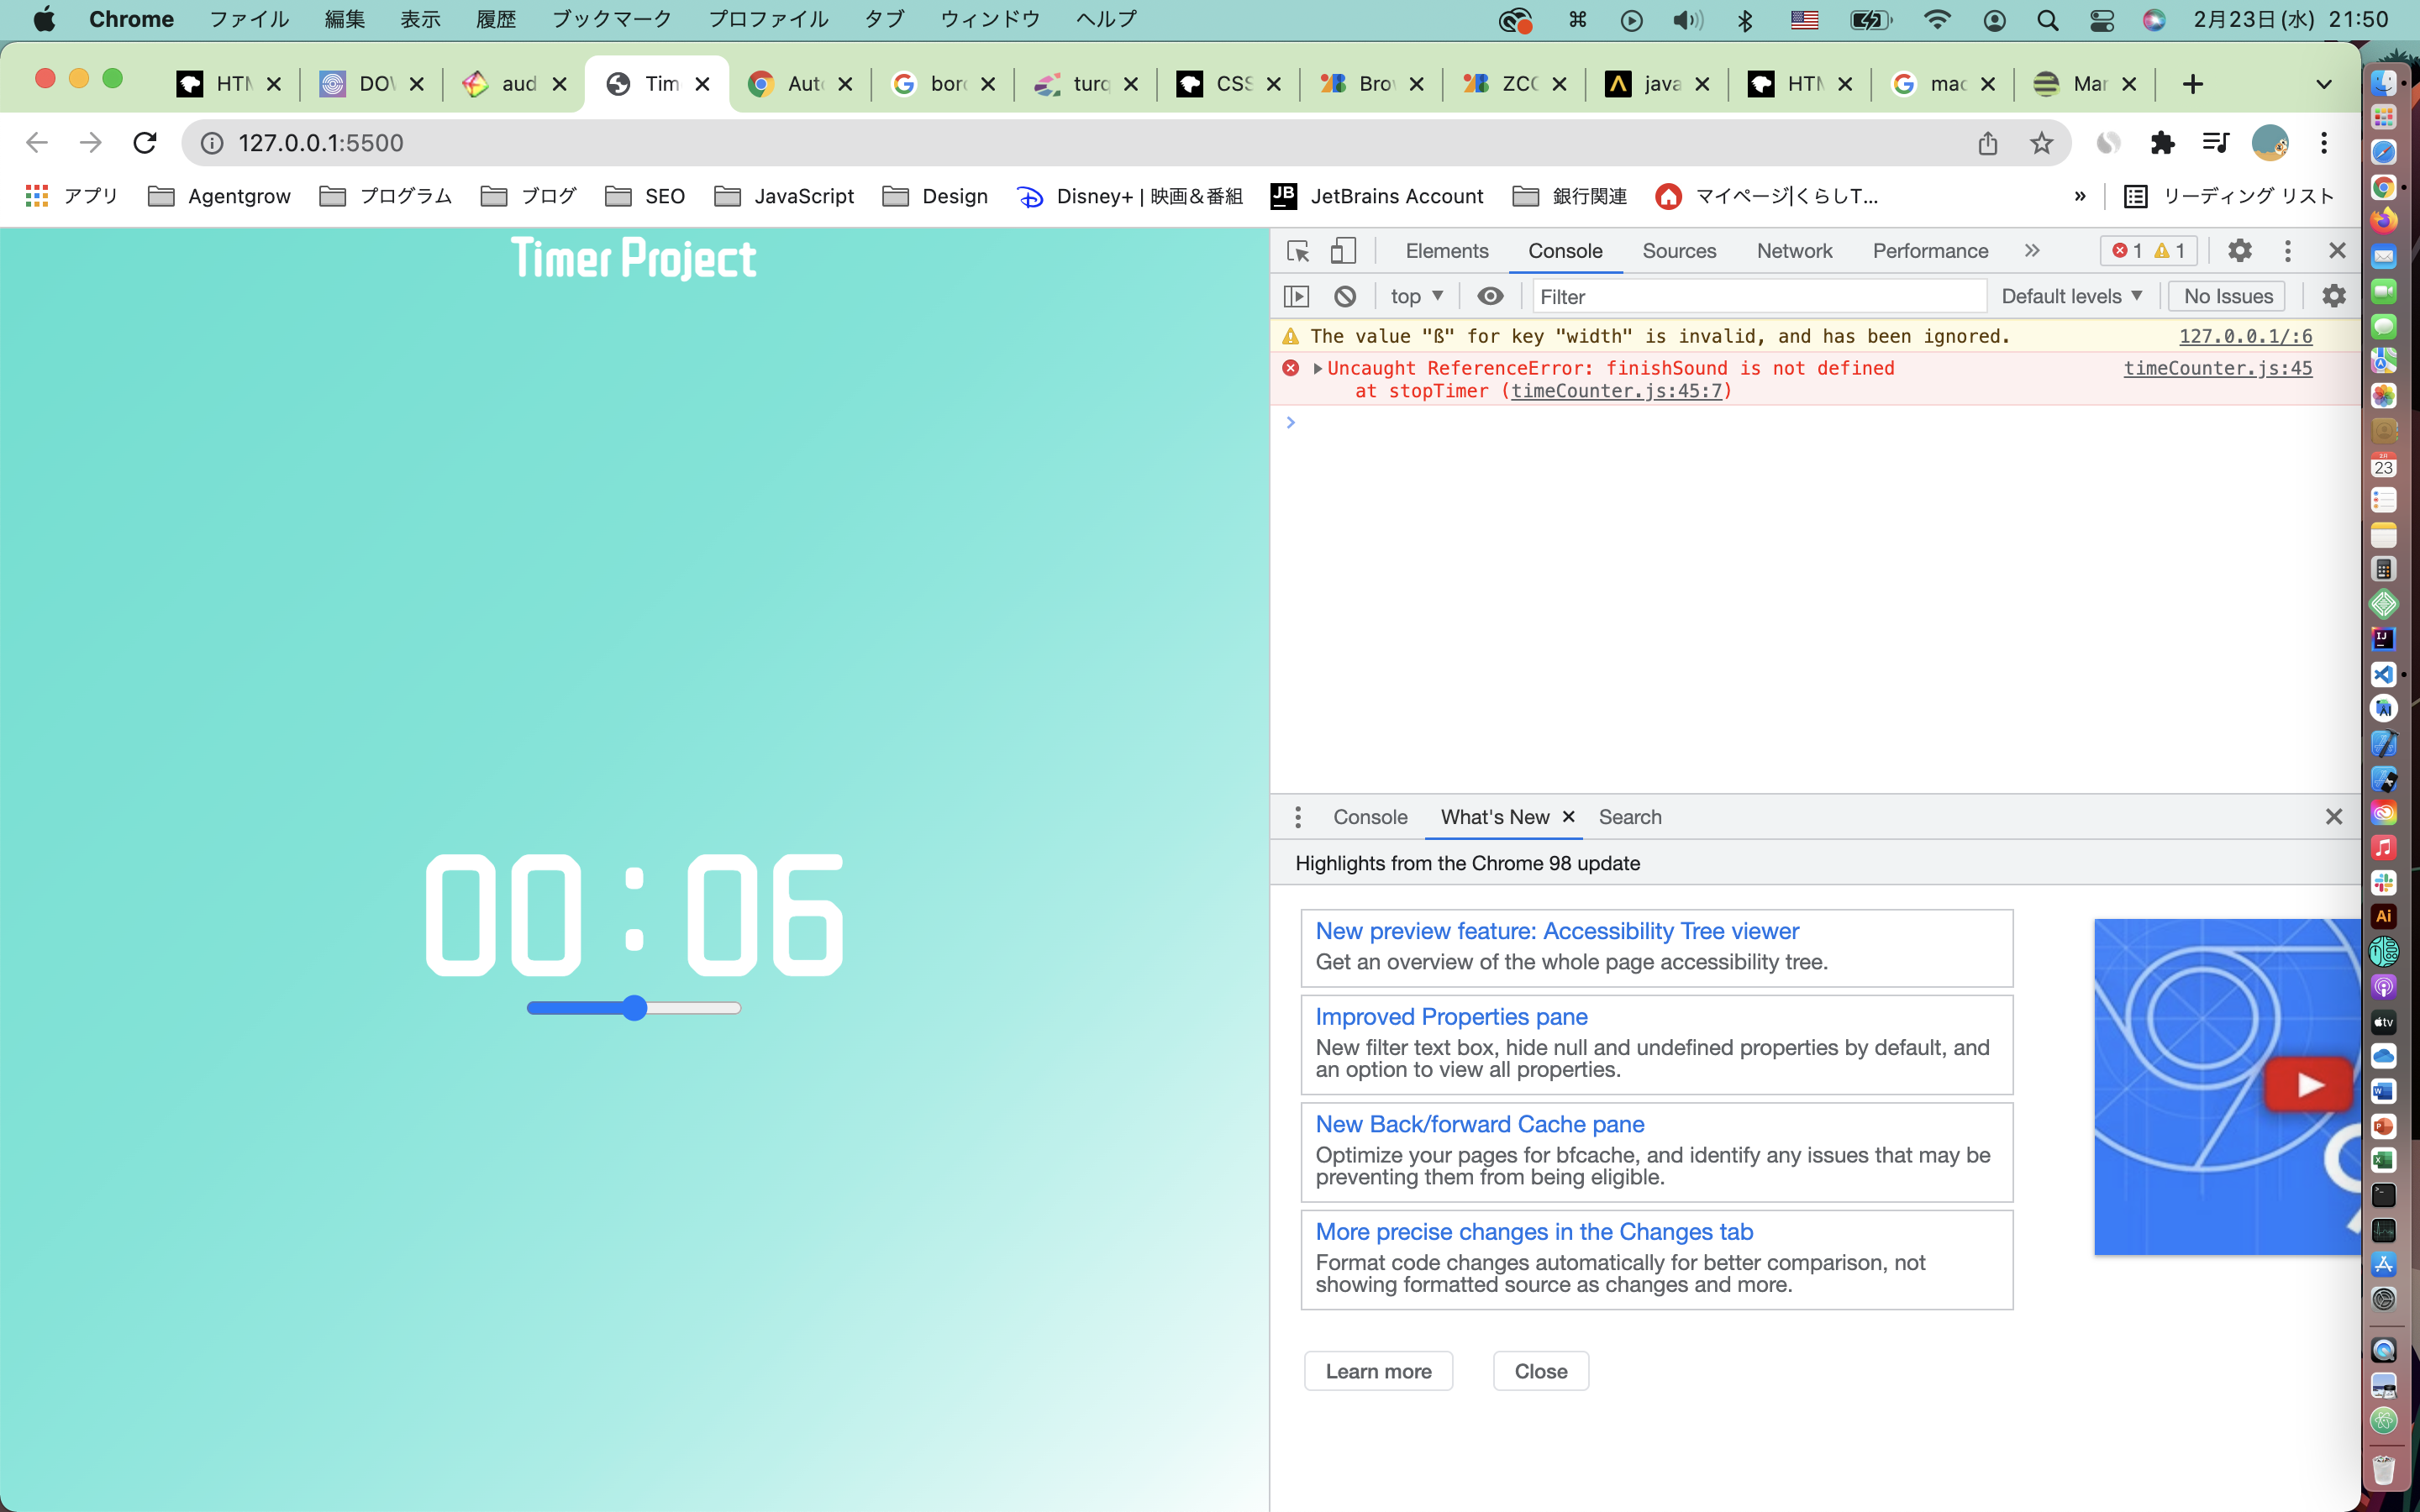 Chrome ファイル 編集 表示 履歴 ブックマーク プロファイル タブ ウィンドウ ヘルプ 2月23日(水) 21:50
HTM DOW aud Tim Auto bord turq CSS Bro ZCO java HTM mac Mar
127.0.0.1:5500
アプリ Agentgrow プログラム ブログ SEO JavaScript Design Disney+ | 映画&番組 JB JetBrains Account 銀行関連 マイページ|くらしT... » リーディング リスト
Timer Project
00:06
Elements Console Sources Network Performance 1 1
top Filter Default levels No Issues
The value "ß" for key "width" is invalid, and has been ignored. 127.0.0.1/:6
Uncaught ReferenceError: finishSound is not defined timeCounter.js:45
at stopTimer (timeCounter.js:45:7)
Console What's New Search
Highlights from the Chrome 98 update
New preview feature: Accessibility Tree viewer
Get an overview of the whole page accessibility tree.
Improved Properties pane
New filter text box, hide null and undefined properties by default, and
an option to view all properties.
New Back/forward Cache pane
Optimize your pages for bfcache, and identify any issues that may be
preventing them from being eligible.
More precise changes in the Changes tab
Format code changes automatically for better comparison, not
showing formatted source as changes and more.
Learn more Close
23
IJ
Ai
tv